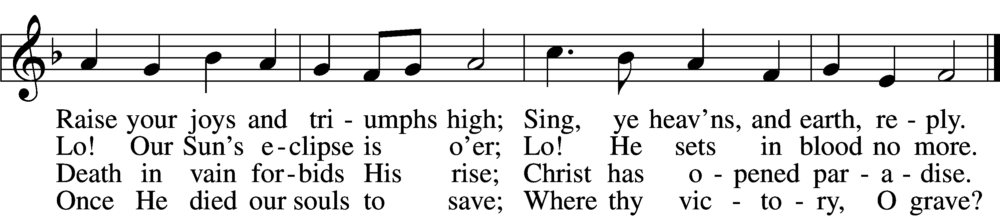 Raise your joys and tri - umphs high; Sing, ye heav’ns, and earth, re - ply.
Lo! Our Sun’s e - clipse is o’er; Lo! He sets in blood no more.
Death in vain for - bids His rise; Christ has o - pened par - a - dise.
Once He died our souls to save; Where thy vic - to - ry, O grave?